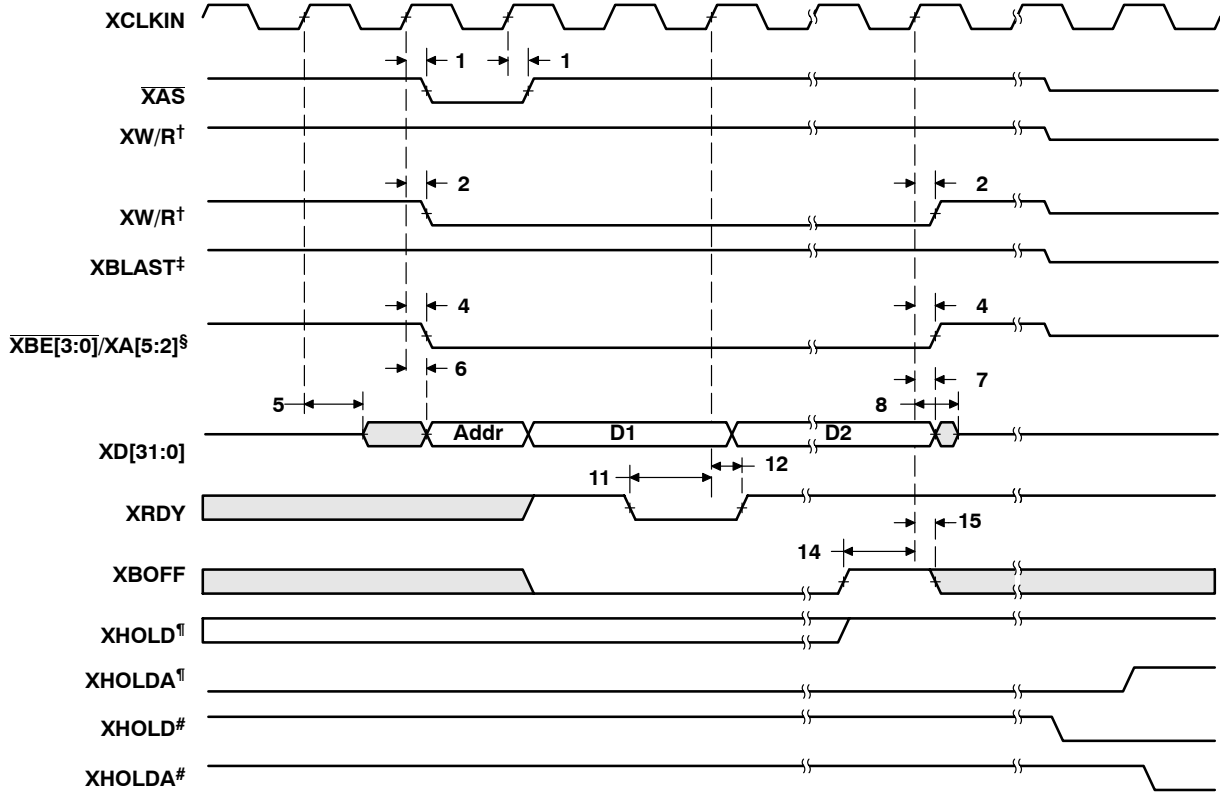 XCLKIN
1 1
XAS
XW/R†
2 2
XW/R†
XBLAST‡
4 4
XBE[3:0]/XA[5:2]§
6
7
5 8
Addr D1 D2
XD[31:0]
12
11
XRDY
15
14
XBOFF
XHOLD¶
XHOLDA¶
XHOLD#
XHOLDA#